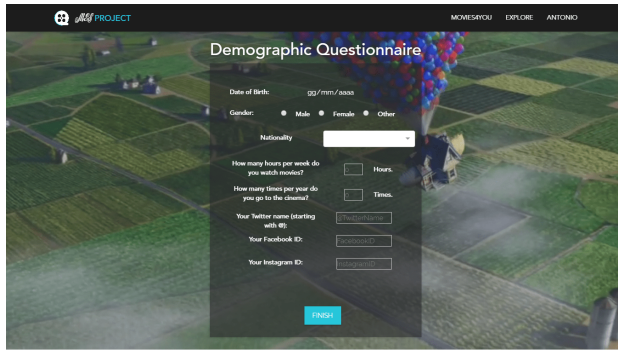 PROJECT
MOVIES4YOU EXPLORE ANTONIO
Demographic Questionnaire
Date of Birth: gg/mm/aaaa
Gender: Male Female Other
Nationality
How many hours per week do
you watch movies?
Hours.
How many times per year do
you go to the cinema?
Times.
Your Twitter name (starting
with @):
@TwitterName
Your Facebook ID:
FacebookID
Your Instagram ID:
InstagramID
FINISH